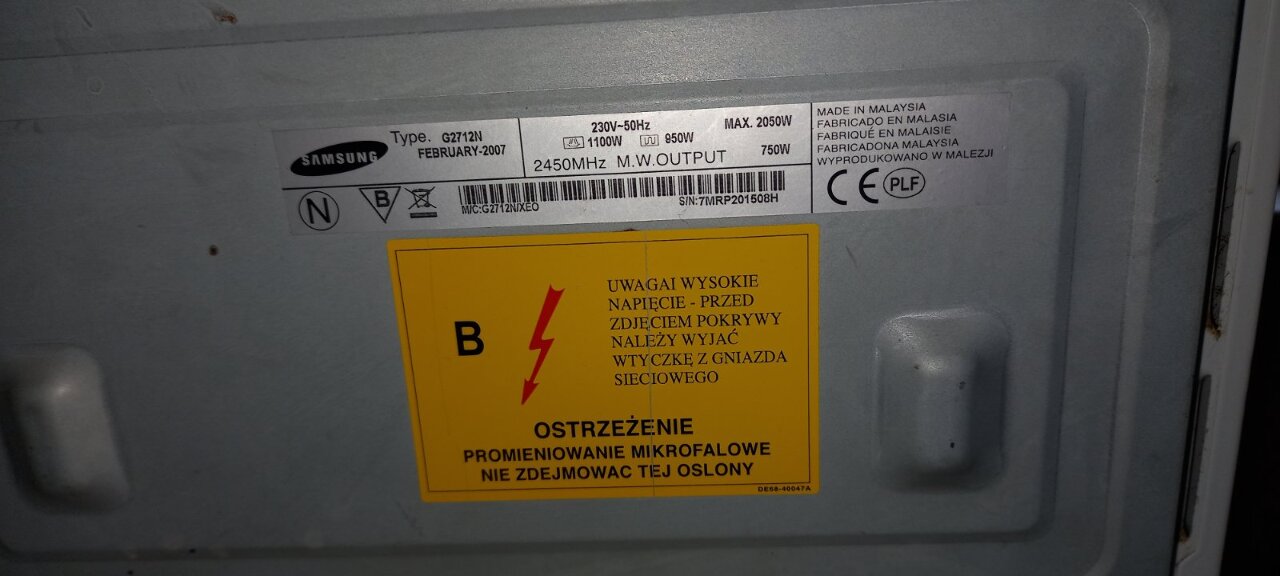 SAMSUNG
Type. G2712N
FEBRUARY-2007
230V~50Hz
1100W 950W
MAX. 2050W
2450MHz M.W.OUTPUT 750W
MADE IN MALAYSIA
FABRICADO EN MALASIA
FABRIQUÉ EN MALAISIE
FABRICADONA MALAYSIA
WYPRODUKOWANO W MALEZJI
N
B
M/C:G2712N/XEO
S/N:7MRP201508H
CE PLF
B
UWAGAI WYSOKIE
NAPIĘCIE - PRZED
ZDJĘCIEM POKRYWY
NALEŻY WYJAĆ
WTYCZKĘ Z GNIAZDA
SIECIOWEGO
OSTRZEŻENIE
PROMIENIOWANIE MIKROFALOWE
NIE ZDEJMOWAC TEJ OSLONY
DE68-40047A